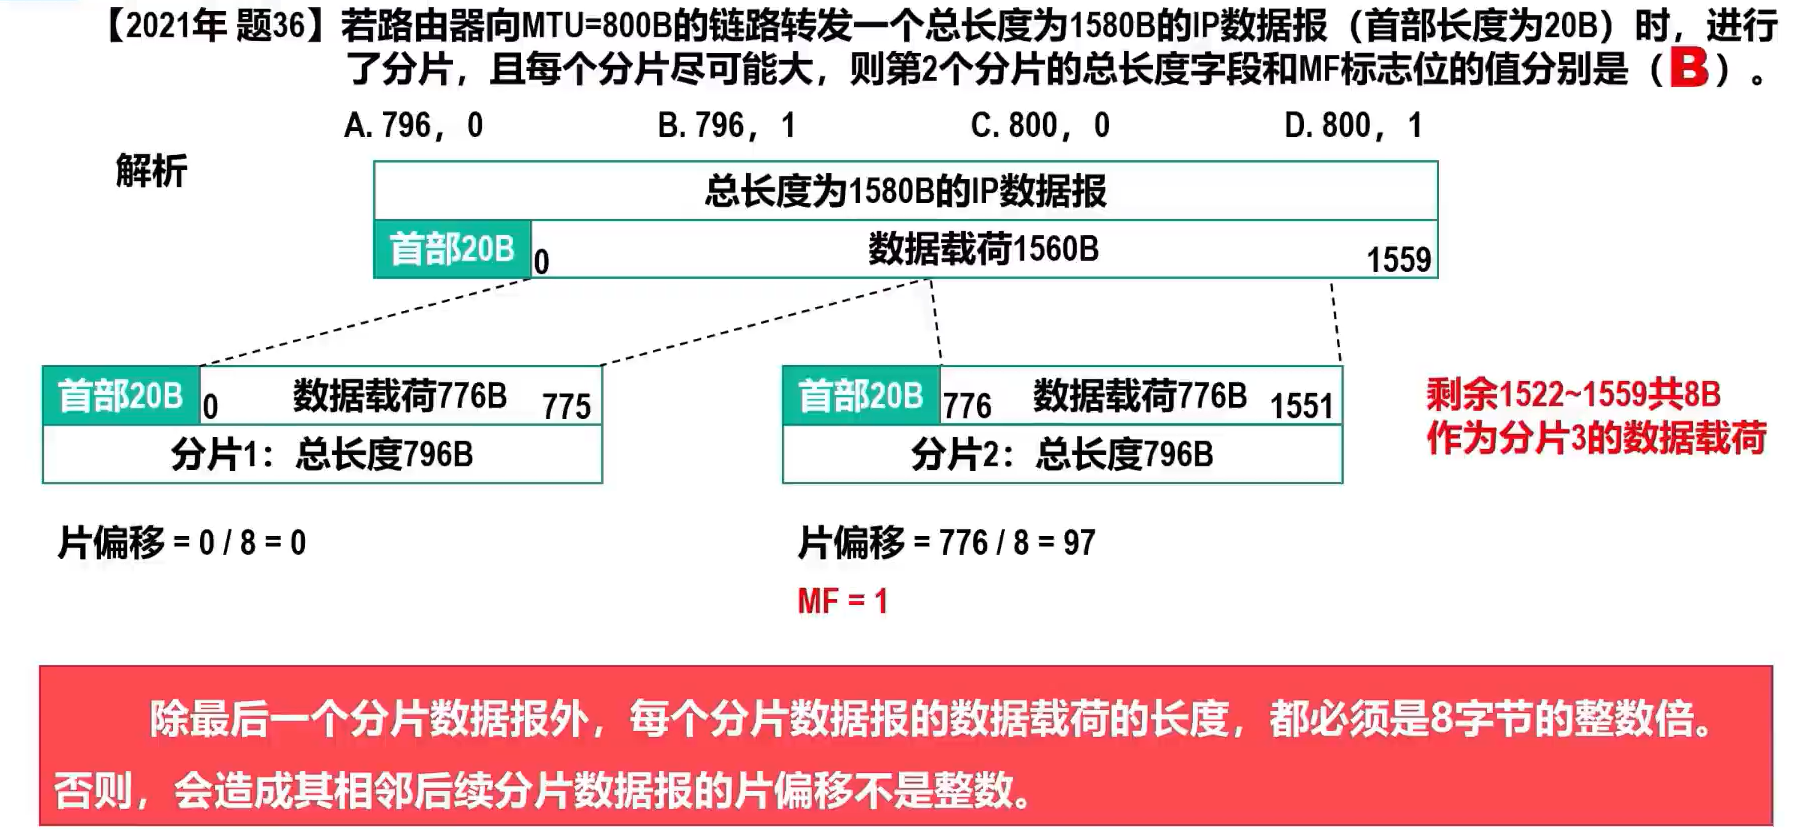 【2021年 题36】若路由器向MTU=800B的链路转发一个总长度为1580B的IP数据报（首部长度为20B）时，进行
了分片，且每个分片尽可能大，则第2个分片的总长度字段和MF标志位的值分别是（B）。
A. 796，0 B. 796，1 C. 800，0 D. 800，1
解析
总长度为1580B的IP数据报
首部20B 0 数据载荷1560B 1559
首部20B 0 数据载荷776B 775
分片1：总长度796B
首部20B 776 数据载荷776B 1551
分片2：总长度796B
剩余1522~1559共8B
作为分片3的数据载荷
片偏移 = 0 / 8 = 0
片偏移 = 776 / 8 = 97
MF = 1
除最后一个分片数据报外，每个分片数据报的数据载荷的长度，都必须是8字节的整数倍。
否则，会造成其相邻后续分片数据报的片偏移不是整数。